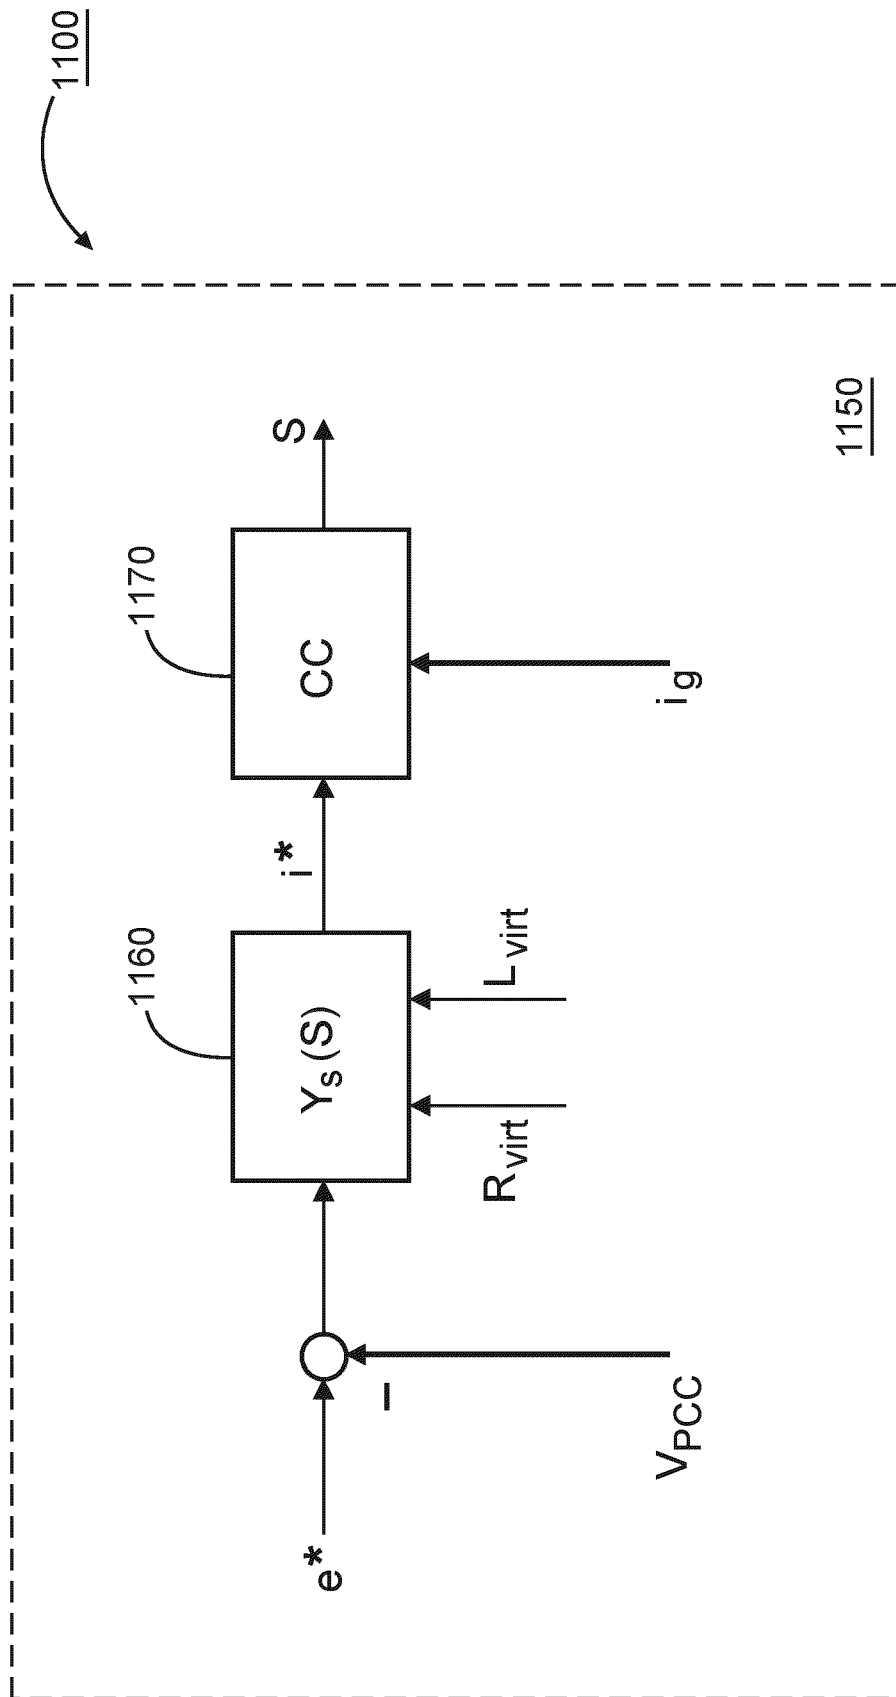 1100
1160
1170
S
e*
Yₛ(S)
i*
CC
Rvirt
Lvirt
–
VPCC
ig
1150